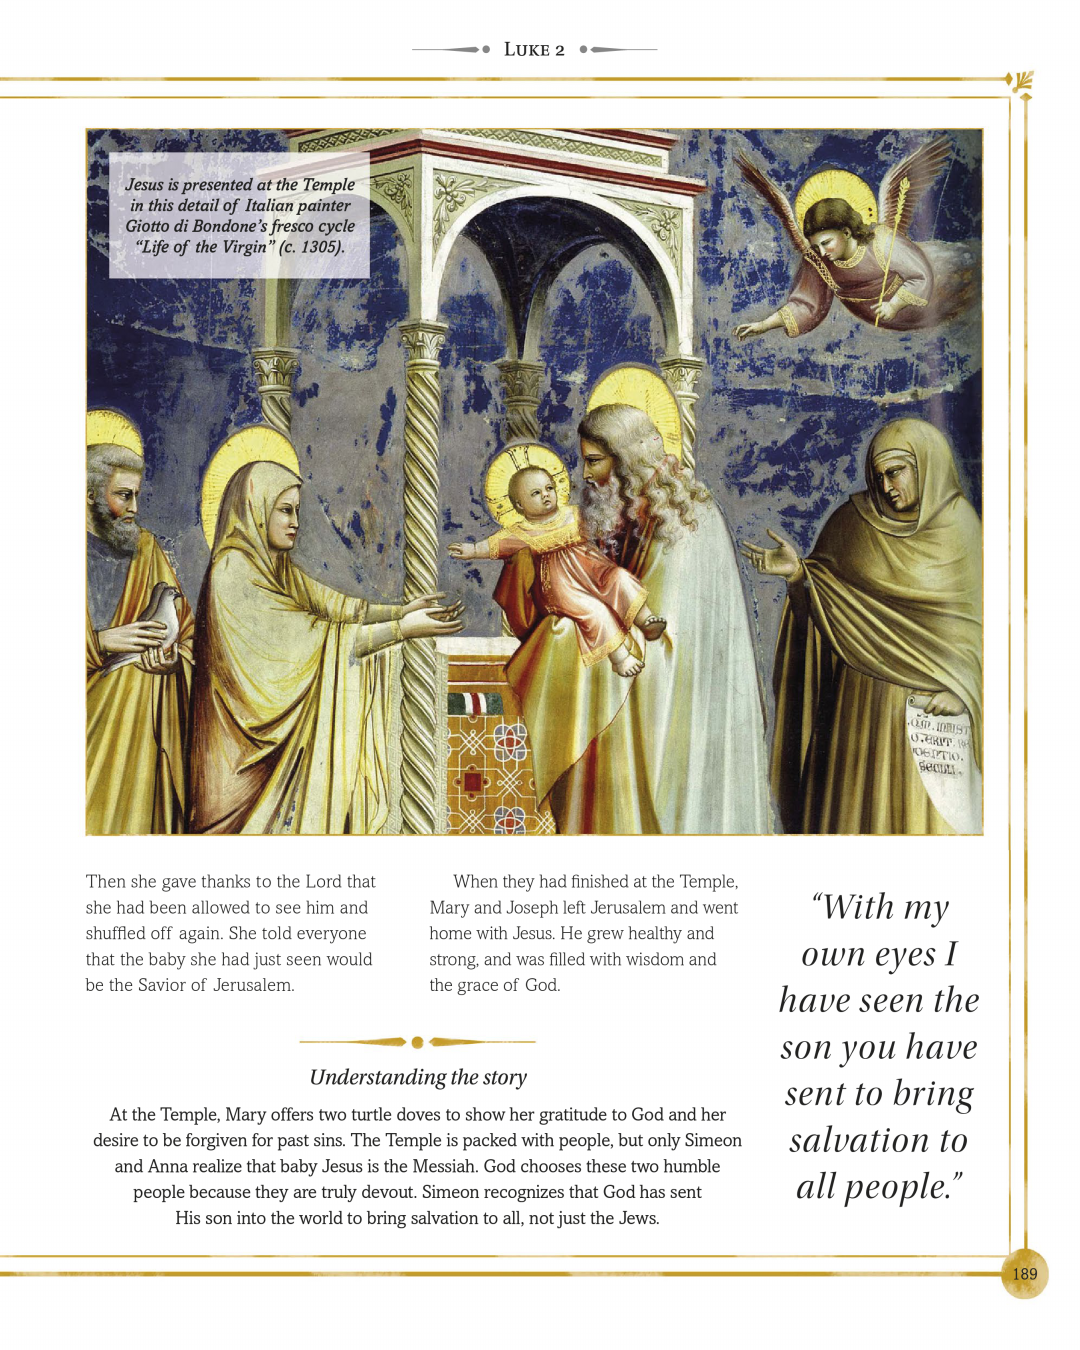 Luke 2
Jesus is presented at the Temple
in this detail of Italian painter
Giotto di Bondone's fresco cycle
“Life of the Virgin” (c. 1305).
Then she gave thanks to the Lord that
she had been allowed to see him and
shuffled off again. She told everyone
that the baby she had just seen would
be the Savior of Jerusalem.
When they had finished at the Temple,
Mary and Joseph left Jerusalem and went
home with Jesus. He grew healthy and
strong, and was filled with wisdom and
the grace of God.
“With my
own eyes I
have seen the
son you have
sent to bring
salvation to
all people.”
Understanding the story
At the Temple, Mary offers two turtle doves to show her gratitude to God and her
desire to be forgiven for past sins. The Temple is packed with people, but only Simeon
and Anna realize that baby Jesus is the Messiah. God chooses these two humble
people because they are truly devout. Simeon recognizes that God has sent
His son into the world to bring salvation to all, not just the Jews.
189